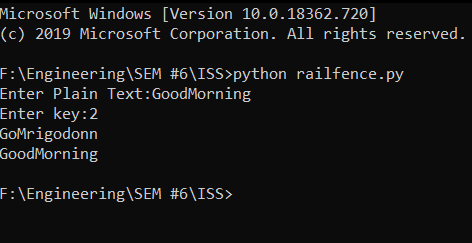 Microsoft Windows [Version 10.0.18362.720]
(c) 2019 Microsoft Corporation. All rights reserved.
F:\Engineering\SEM #6\ISS>python railfence.py
Enter Plain Text:GoodMorning
Enter key:2
GoMrigodonn
GoodMorning
F:\Engineering\SEM #6\ISS>